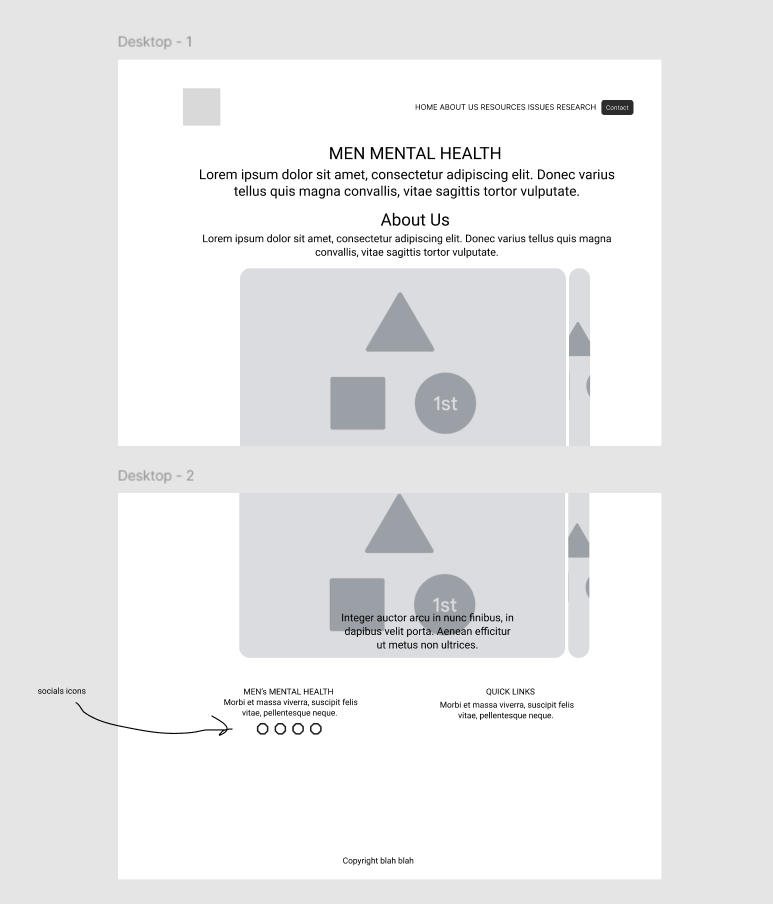 Desktop - 1
HOME ABOUT US RESOURCES ISSUES RESEARCH Contact
MEN MENTAL HEALTH
Lorem ipsum dolor sit amet, consectetur adipiscing elit. Donec varius
tellus quis magna convallis, vitae sagittis tortor vulputate.
About Us
Lorem ipsum dolor sit amet, consectetur adipiscing elit. Donec varius tellus quis magna
convallis, vitae sagittis tortor vulputate.
1st
Desktop - 2
1st
Integer auctor arcu in nunc finibus, in
dapibus velit porta. Aenean efficitur
ut metus non ultrices.
socials icons
MEN's MENTAL HEALTH
Morbi et massa viverra, suscipit felis
vitae, pellentesque neque.
QUICK LINKS
Morbi et massa viverra, suscipit felis
vitae, pellentesque neque.
Copyright blah blah